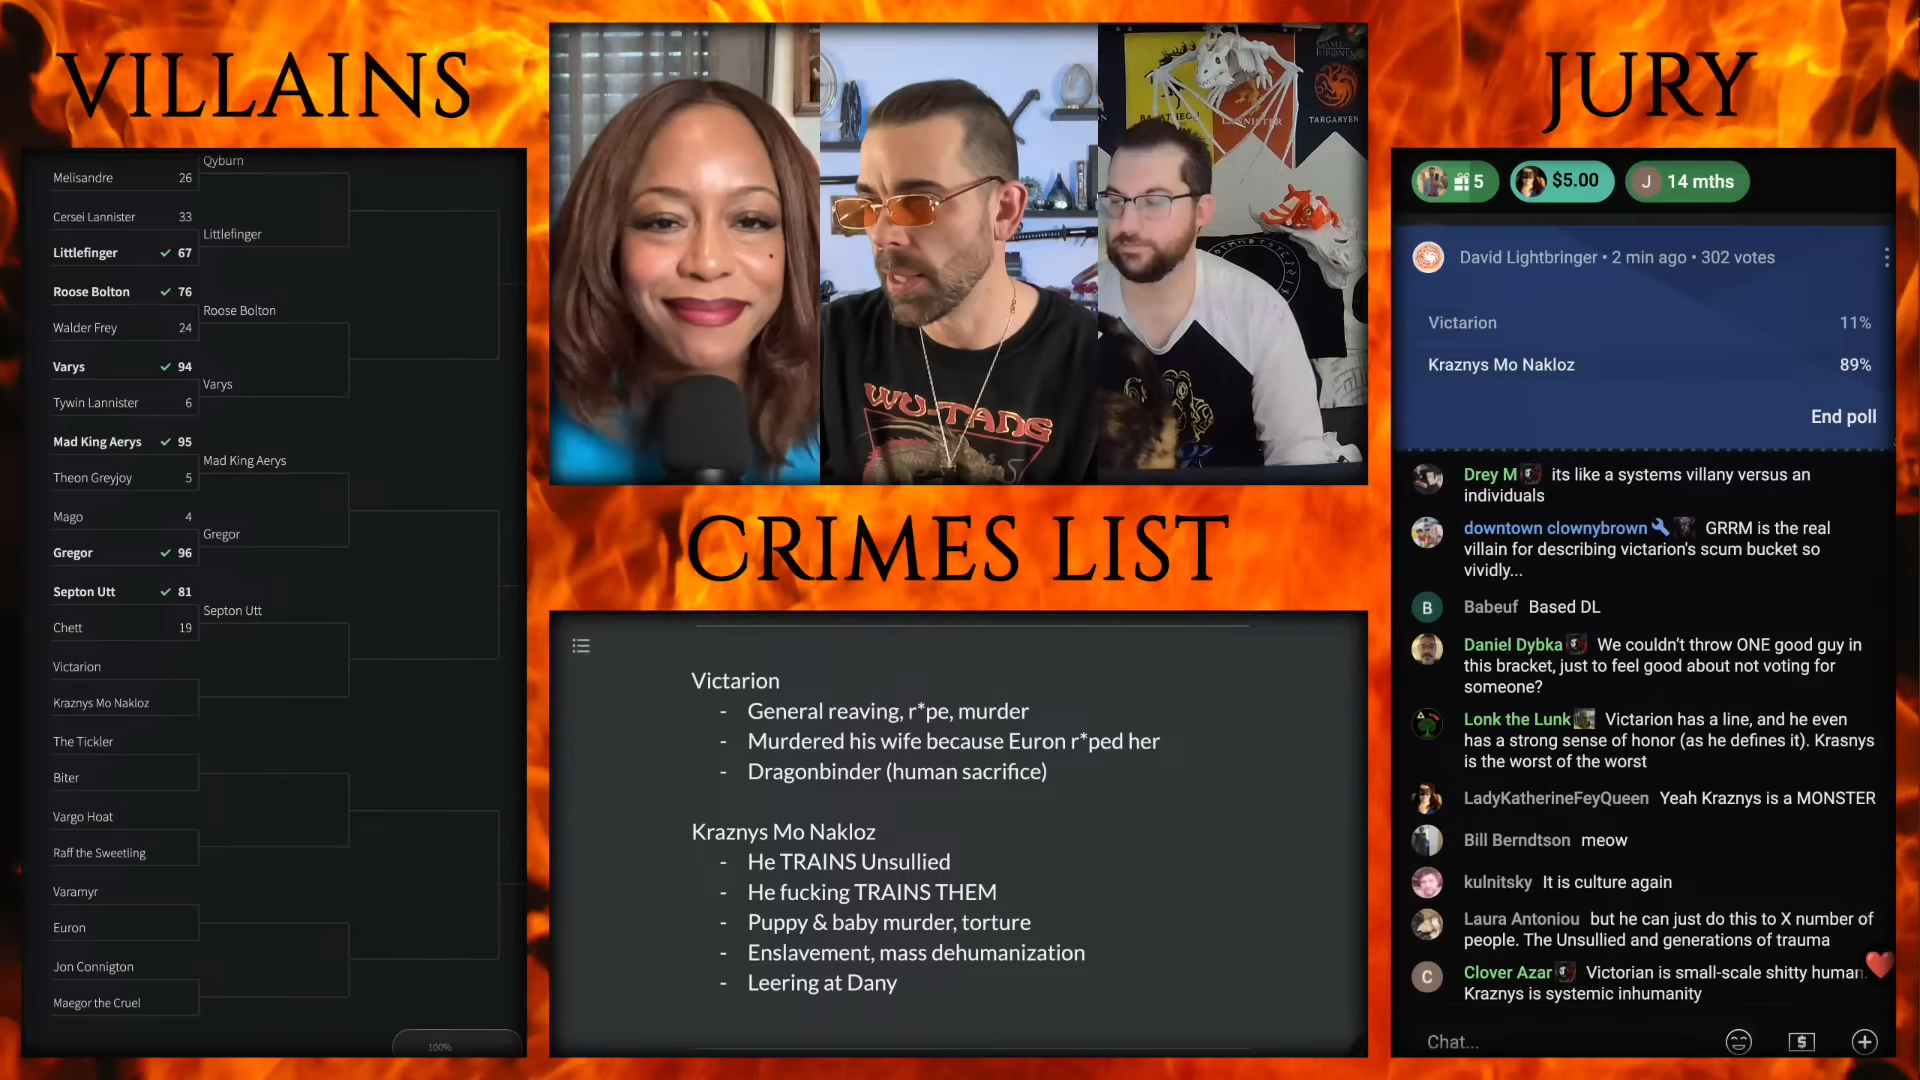 VILLAINS
Qyburn
Melisandre 26
Cersei Lannister 33
Littlefinger
Littlefinger ✓ 67
Roose Bolton ✓ 76
Roose Bolton
Walder Frey 24
Varys ✓ 94
Varys
Tywin Lannister 6
Mad King Aerys ✓ 95
Mad King Aerys
Theon Greyjoy 5
Mago 4
Gregor
Gregor ✓ 96
Septon Utt ✓ 81
Septon Utt
Chett 19
Victarion
Kraznys Mo Nakloz
The Tickler
Biter
Vargo Hoat
Raff the Sweetling
Varamyr
Euron
Jon Connigton
Maegor the Cruel
100%
GAME
THRONES
LANNISTER
TARGARYEN
WU-TANG
CRIMES LIST
Victarion
- General reaving, r*pe, murder
- Murdered his wife because Euron r*ped her
- Dragonbinder (human sacrifice)
Kraznys Mo Nakloz
- He TRAINS Unsullied
- He fucking TRAINS THEM
- Puppy & baby murder, torture
- Enslavement, mass dehumanization
- Leering at Dany
JURY
5
$5.00
J 14 mths
David Lightbringer • 2 min ago • 302 votes
Victarion 11%
Kraznys Mo Nakloz 89%
End poll
Drey M its like a systems villany versus an
individuals
downtown clownybrown GRRM is the real
villain for describing victarion's scum bucket so
vividly...
B Babeuf Based DL
Daniel Dybka We couldn't throw ONE good guy in
this bracket, just to feel good about not voting for
someone?
Lonk the Lunk Victarion has a line, and he even
has a strong sense of honor (as he defines it). Krasnys
is the worst of the worst
LadyKatherineFeyQueen Yeah Kraznys is a MONSTER
Bill Berndtson meow
kulnitsky It is culture again
Laura Antoniou but he can just do this to X number of
people. The Unsullied and generations of trauma
C Clover Azar Victorian is small-scale shitty human.
Kraznys is systemic inhumanity
Chat...